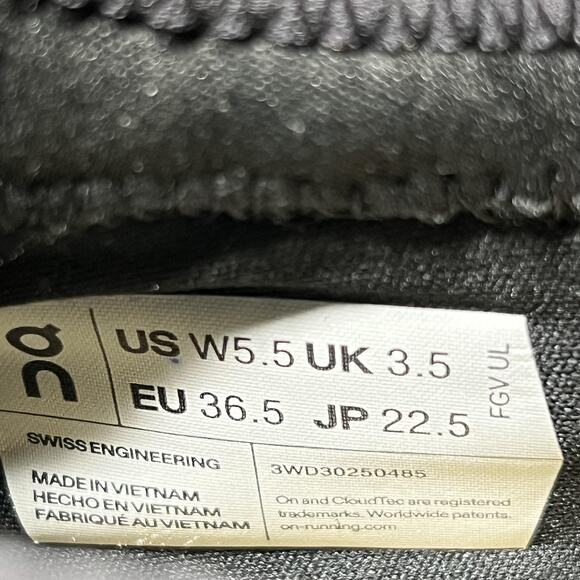 US W5.5 UK 3.5
EU 36.5 JP 22.5
FGV UL
SWISS ENGINEERING
MADE IN VIETNAM
HECHO EN VIETNAM
FABRIQUÉ AU VIETNAM
3WD30250485
On and CloudTec are registered
trademarks. Worldwide patents.
on-running.com